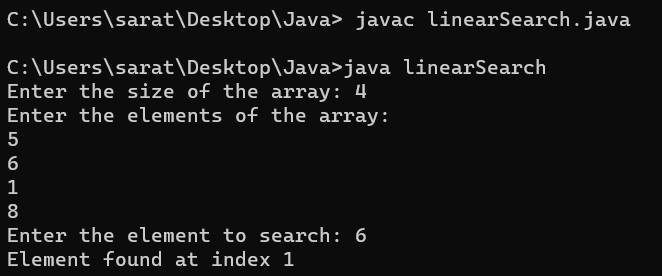 C:\Users\sarat\Desktop\Java> javac linearSearch.java
C:\Users\sarat\Desktop\Java>java linearSearch
Enter the size of the array: 4
Enter the elements of the array:
5
6
1
8
Enter the element to search: 6
Element found at index 1